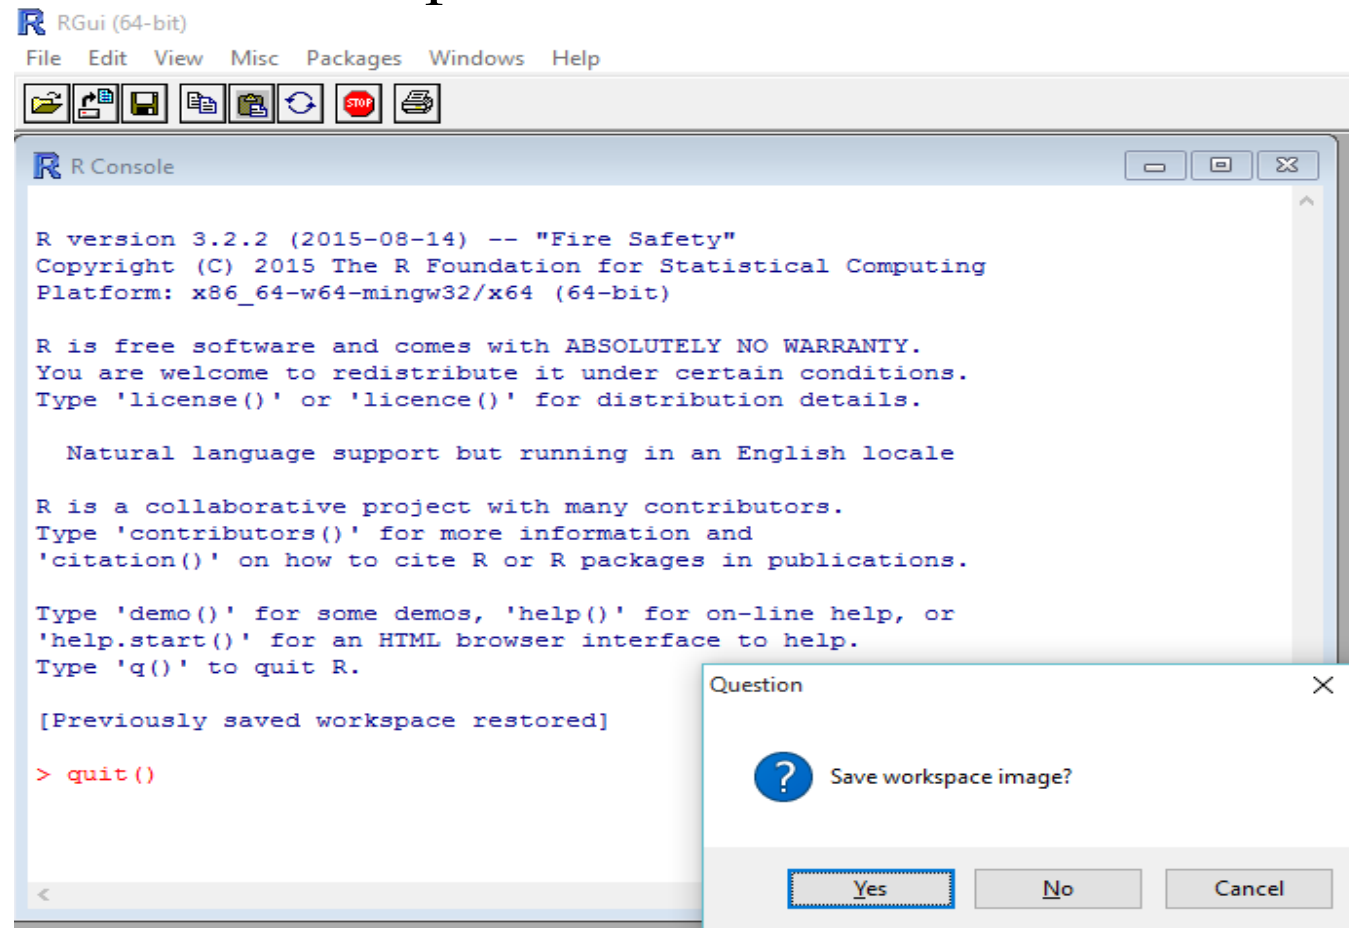 RGui (64-bit)
File Edit View Misc Packages Windows Help
STOP
R Console
R version 3.2.2 (2015-08-14) -- "Fire Safety"
Copyright (C) 2015 The R Foundation for Statistical Computing
Platform: x86_64-w64-mingw32/x64 (64-bit)
R is free software and comes with ABSOLUTELY NO WARRANTY.
You are welcome to redistribute it under certain conditions.
Type 'license()' or 'licence()' for distribution details.
Natural language support but running in an English locale
R is a collaborative project with many contributors.
Type 'contributors()' for more information and
'citation()' on how to cite R or R packages in publications.
Type 'demo()' for some demos, 'help()' for on-line help, or
'help.start()' for an HTML browser interface to help.
Type 'q()' to quit R.
[Previously saved workspace restored]
> quit()
Question
Save workspace image?
Yes No Cancel